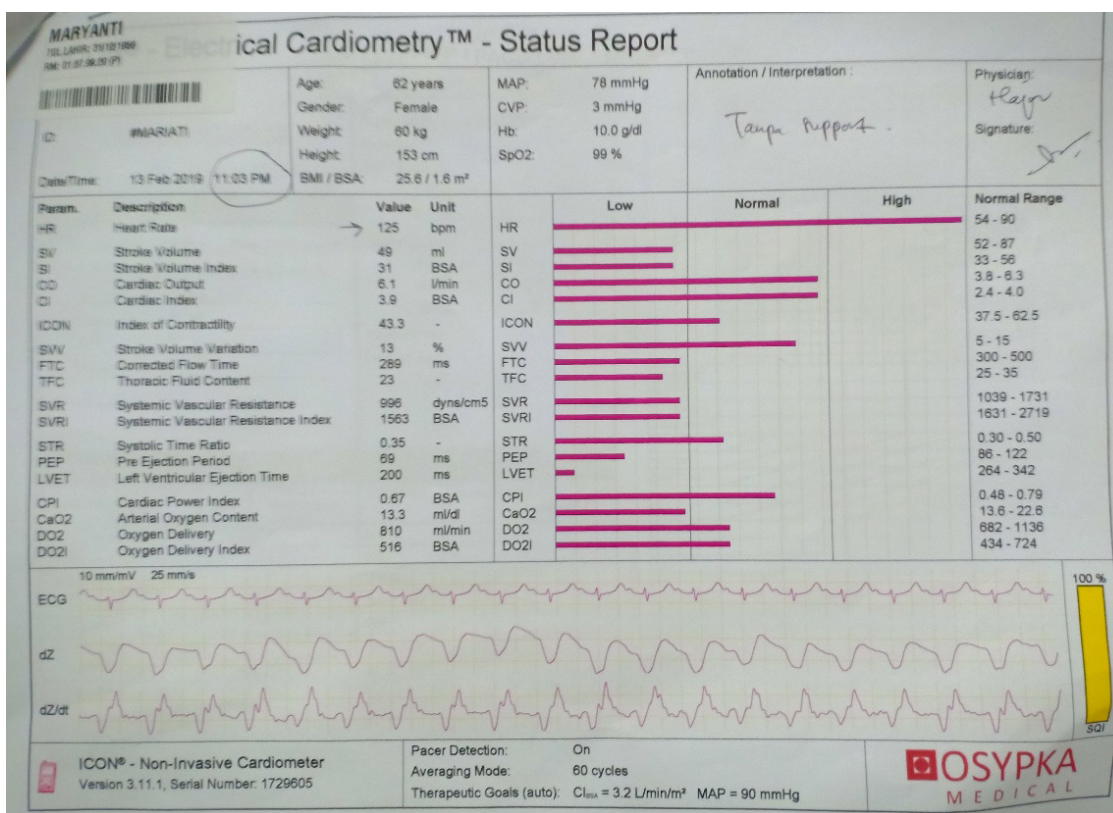 MARYANTI
TGL LAHIR: 31/12/1956
(P)
ical Cardiometry™ - Status Report
ID: #MARIATI
Date/Time: 13 Feb 2019 11:03 PM
Age: 62 years
Gender: Female
Weight: 60 kg
Height: 153 cm
BMI / BSA: 25.6 / 1.6 m²
MAP: 78 mmHg
CVP: 3 mmHg
Hb: 10.0 g/dl
SpO2: 99 %
Annotation / Interpretation :
Tanpa support.
Physician:
Signature:
Param. Description Value Unit Low Normal High Normal Range
HR Heart Rate 125 bpm HR 54 - 90
SV Stroke Volume 49 ml SV 52 - 87
SI Stroke Volume Index 31 BSA SI 33 - 56
CO Cardiac Output 6.1 l/min CO 3.8 - 6.3
CI Cardiac Index 3.9 BSA CI 2.4 - 4.0
ICON Index of Contractility 43.3 - ICON 37.5 - 62.5
SVV Stroke Volume Variation 13 % SVV 5 - 15
FTC Corrected Flow Time 289 ms FTC 300 - 500
TFC Thoracic Fluid Content 23 - TFC 25 - 35
SVR Systemic Vascular Resistance 996 dyns/cm5 SVR 1039 - 1731
SVRI Systemic Vascular Resistance Index 1563 BSA SVRI 1631 - 2719
STR Systolic Time Ratio 0.35 - STR 0.30 - 0.50
PEP Pre Ejection Period 69 ms PEP 86 - 122
LVET Left Ventricular Ejection Time 200 ms LVET 264 - 342
CPI Cardiac Power Index 0.67 BSA CPI 0.48 - 0.79
CaO2 Arterial Oxygen Content 13.3 ml/dl CaO2 13.6 - 22.6
DO2 Oxygen Delivery 810 ml/min DO2 682 - 1136
DO2I Oxygen Delivery Index 516 BSA DO2I 434 - 724
10 mm/mV 25 mm/s
100 %
ECG
dZ
dZ/dt
SQI
ICON® - Non-Invasive Cardiometer
Version 3.11.1, Serial Number: 1729605
Pacer Detection: On
Averaging Mode: 60 cycles
Therapeutic Goals (auto): CI = 3.2 L/min/m² MAP = 90 mmHg
OSYPKA
MEDICAL